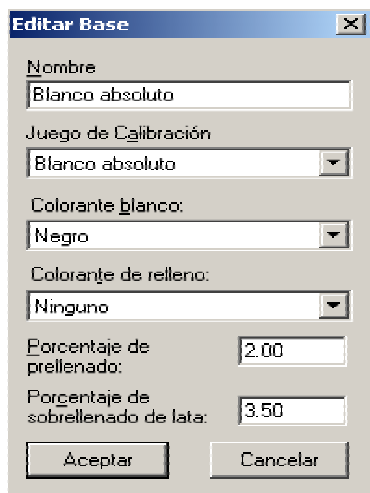 Editar Base
Nombre
Blanco absoluto
Juego de Calibración
Blanco absoluto
Colorante blanco:
Negro
Colorante de relleno:
Ninguno
Porcentaje de
prellenado:
2.00
Porcentaje de
sobrellenado de lata:
3.50
Aceptar
Cancelar